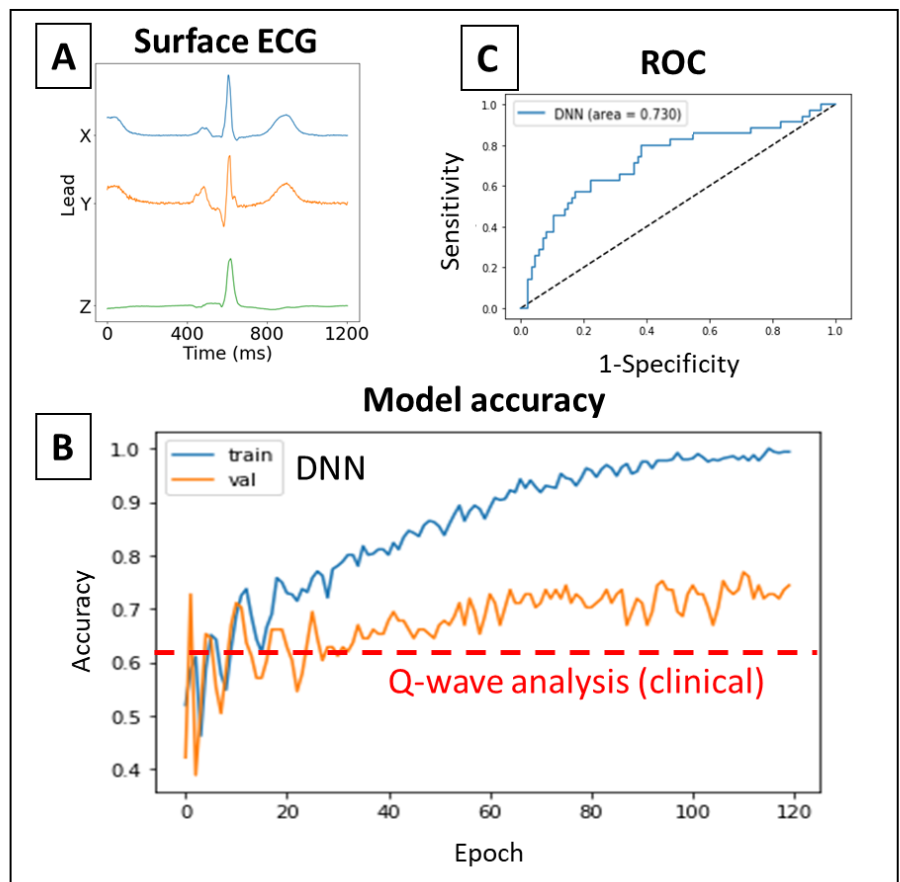 A
Surface ECG
X
Y
Z
Lead
0 400 800 1200
Time (ms)
C
ROC
DNN (area = 0.730)
1.0
0.8
0.6
0.4
0.2
0.0
Sensitivity
0.0 0.2 0.4 0.6 0.8 1.0
1-Specificity
Model accuracy
B
train
val
DNN
1.0
0.9
0.8
0.7
0.6
0.5
0.4
Accuracy
Q-wave analysis (clinical)
0 20 40 60 80 100 120
Epoch